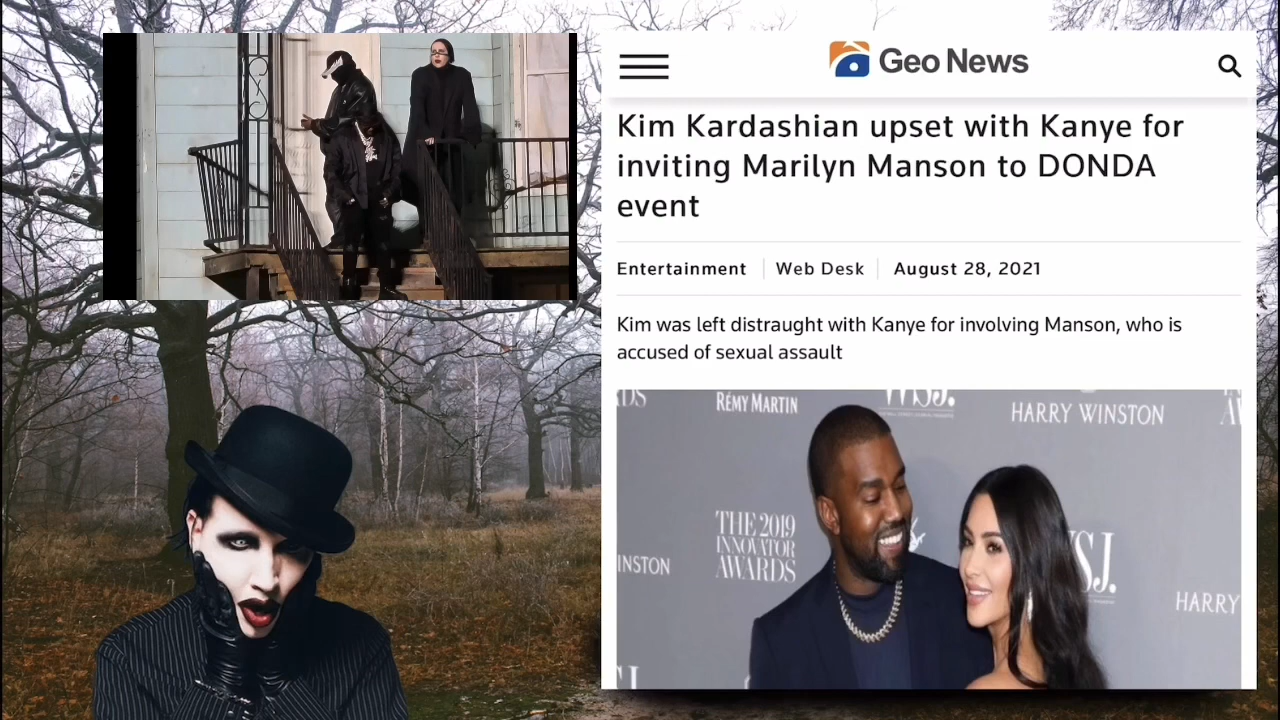 Geo News
Kim Kardashian upset with Kanye for
inviting Marilyn Manson to DONDA
event
Entertainment Web Desk August 28, 2021
Kim was left distraught with Kanye for involving Manson, who is
accused of sexual assault
RÉMY MARTIN
WSJ.
HARRY WINSTON
THE 2019
INNOVATOR
AWARDS
INSTON
SJ.
HARRY